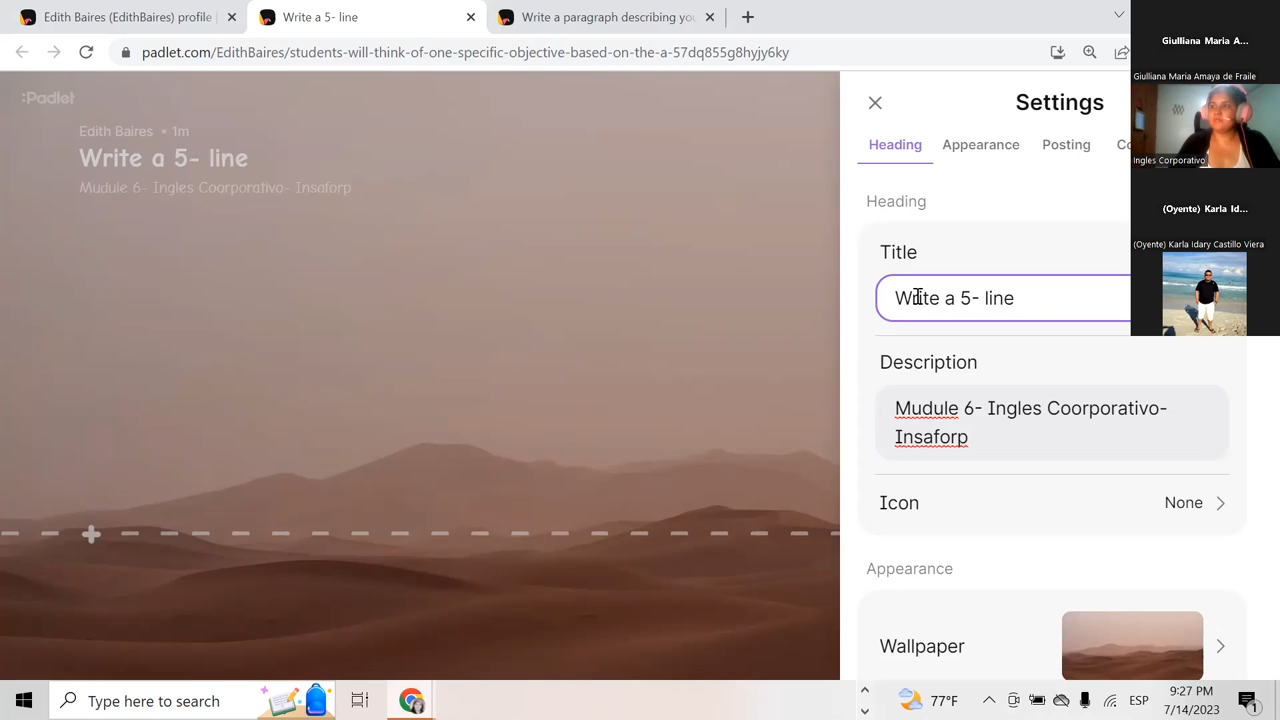 Edith Baires (EdithBaires) profile
Write a 5- line
Write a paragraph describing you
padlet.com/EdithBaires/students-will-think-of-one-specific-objective-based-on-the-a-57dq855g8hyjy6ky
:Padlet
Edith Baires • 1m
Write a 5- line
Mudule 6- Ingles Coorporativo- Insaforp
Settings
Heading
Appearance
Posting
Heading
Title
Write a 5- line
Description
Mudule 6- Ingles Coorporativo-
Insaforp
Icon
None
Appearance
Wallpaper
Giulliana Maria A...
Giulliana Maria Amaya de Fraile
Ingles Corporativo
(Oyente) Karla Id...
(Oyente) Karla Idary Castillo Viera
Type here to search
77°F
ESP
9:27 PM
7/14/2023
1